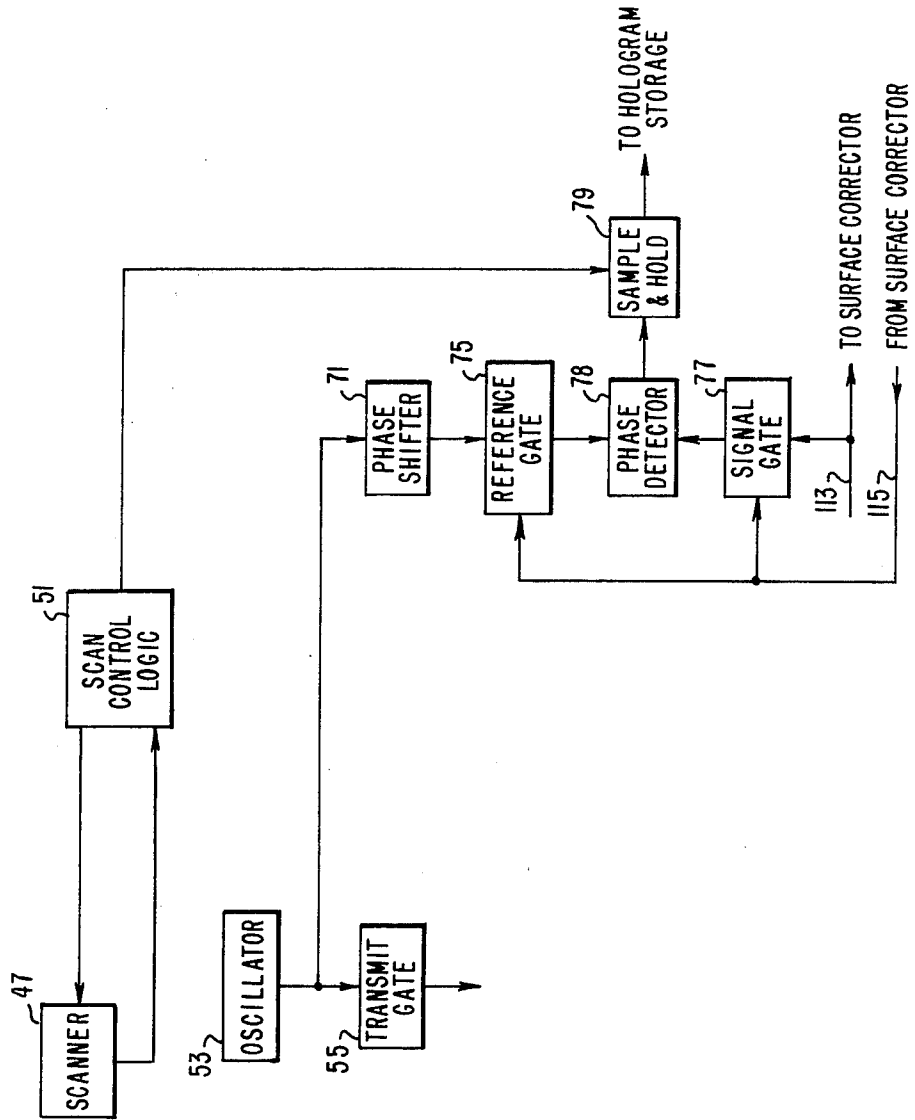 47
SCANNER
51
SCAN
CONTROL
LOGIC
53
OSCILLATOR
55
TRANSMIT
GATE
71
PHASE
SHIFTER
75
REFERENCE
GATE
78
PHASE
DETECTOR
79
SAMPLE
& HOLD
TO HOLOGRAM
STORAGE
77
SIGNAL
GATE
113
TO SURFACE CORRECTOR
115
FROM SURFACE CORRECTOR